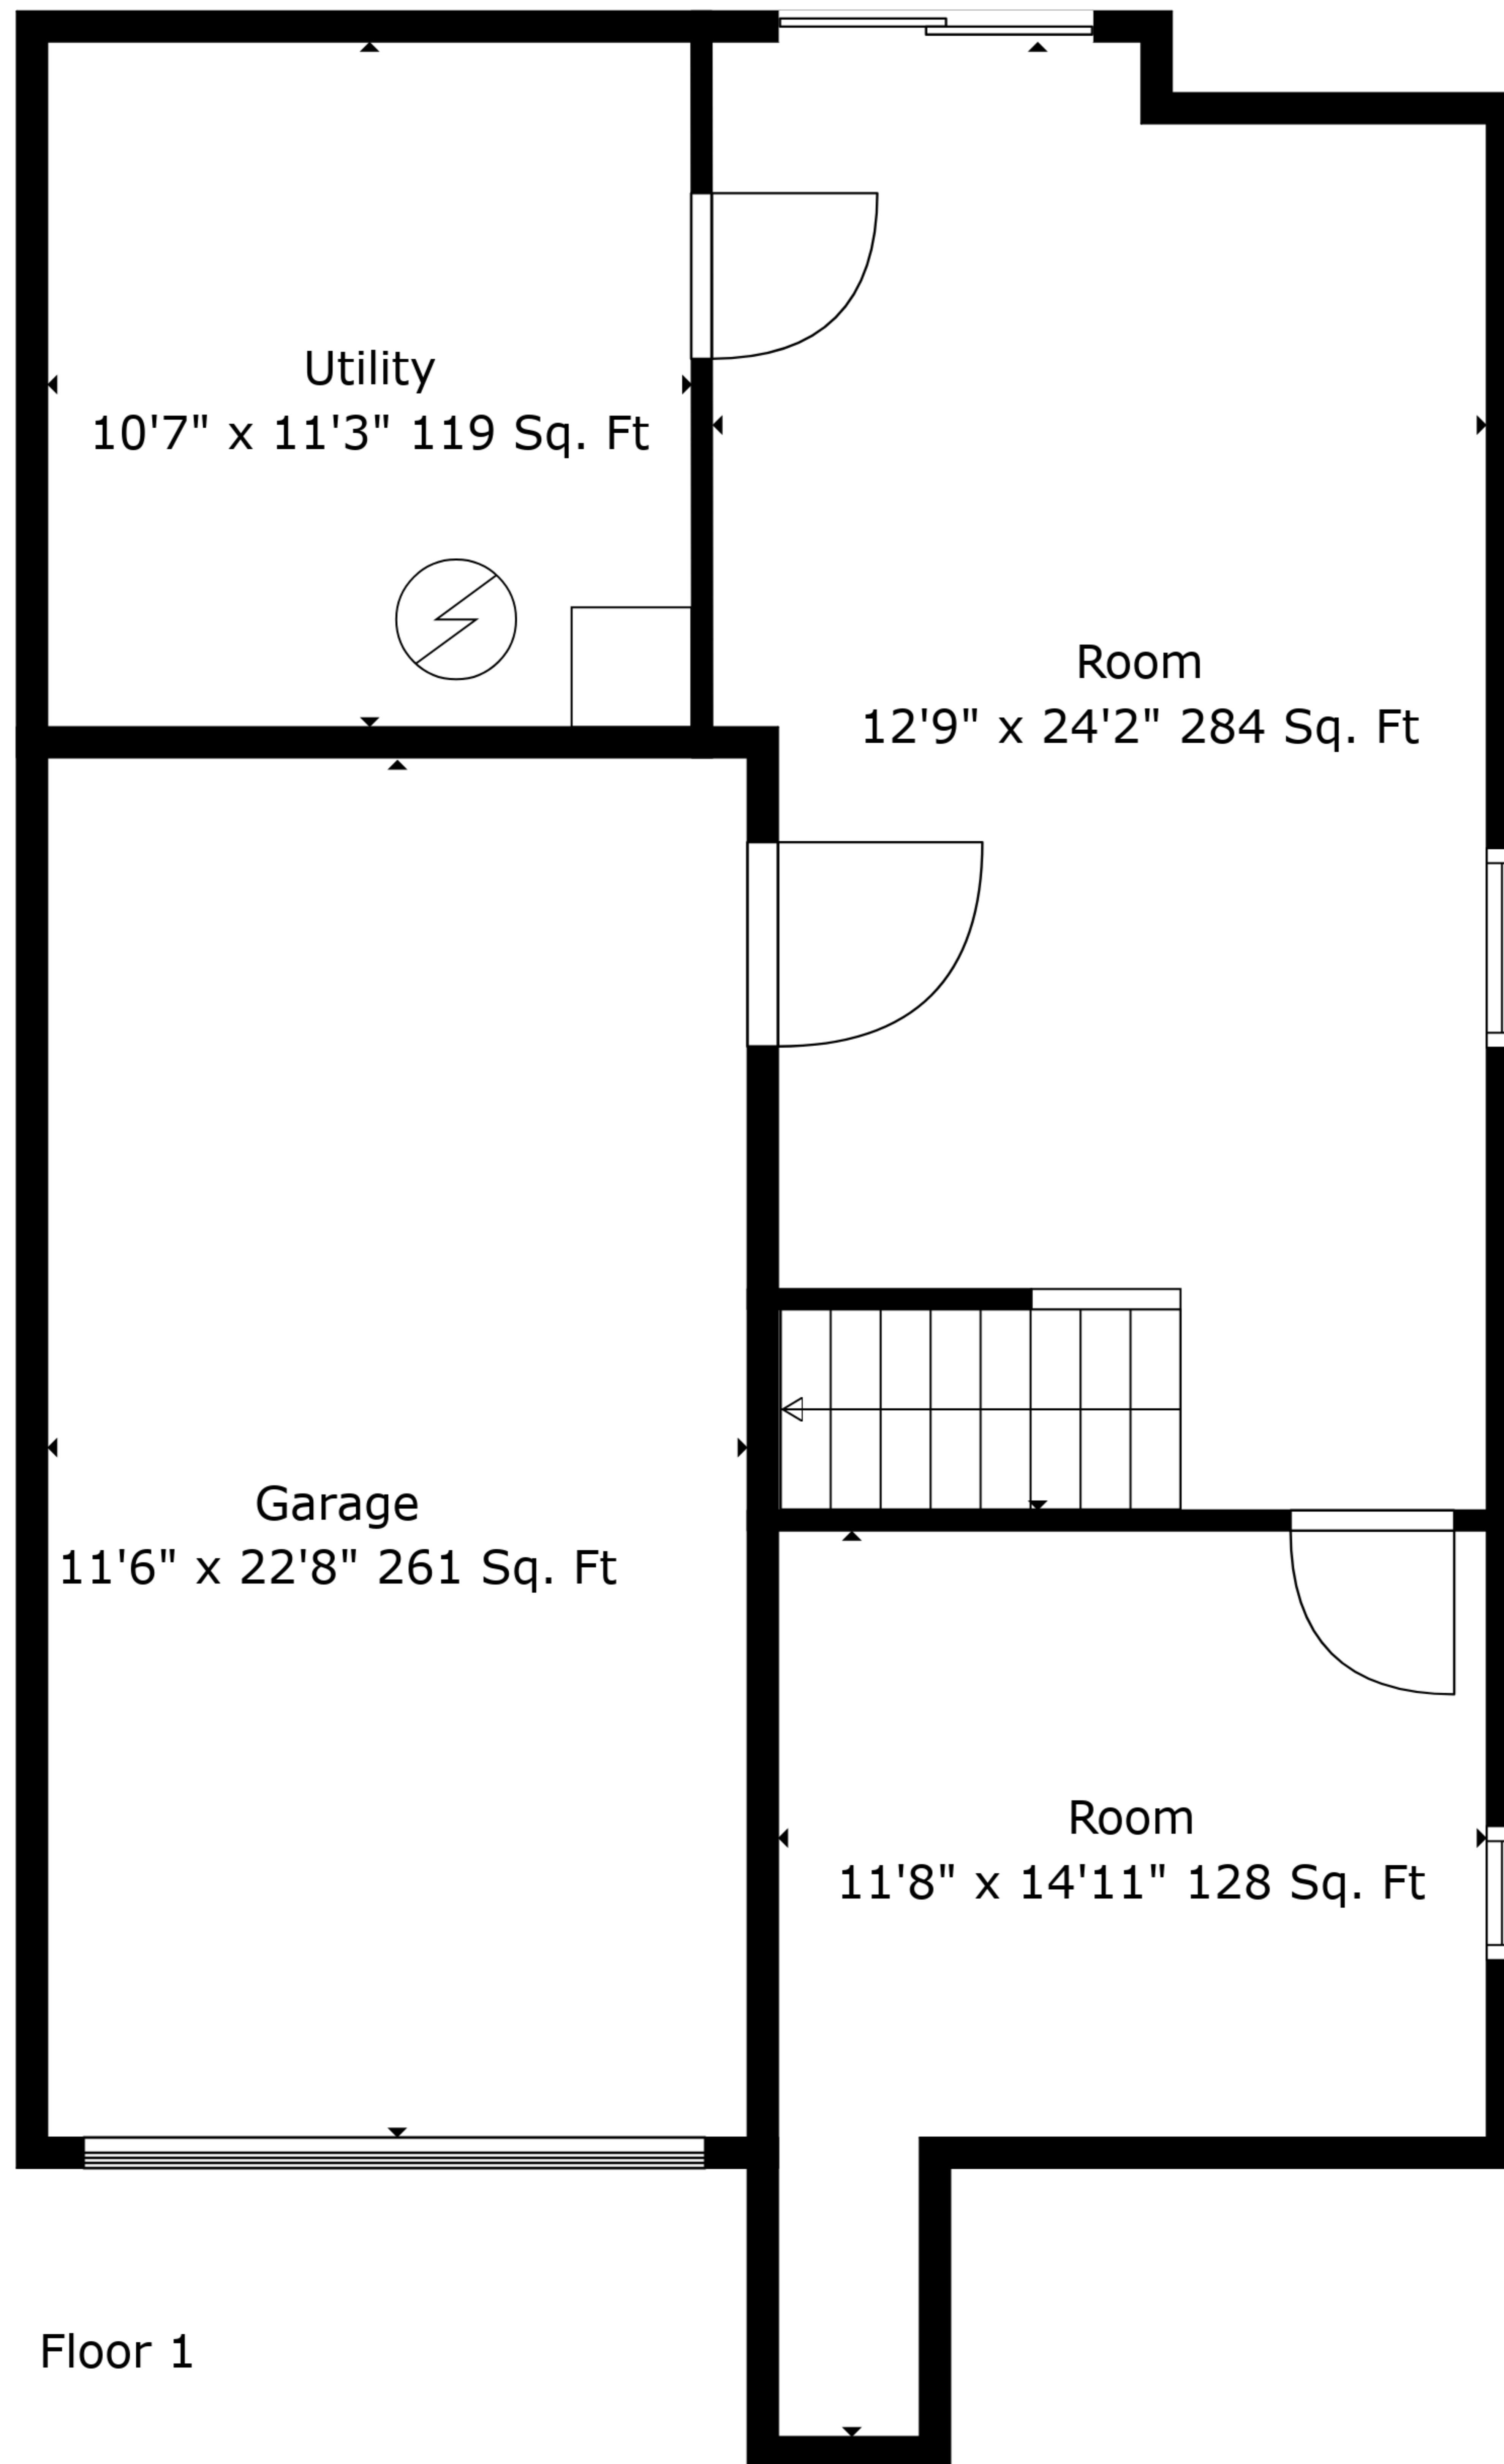 Utility
10'7" x 11'3" 119 Sq. Ft
Room
12'9" x 24'2" 284 Sq. Ft
Garage
11'6" x 22'8" 261 Sq. Ft
Room
11'8" x 14'11" 128 Sq. Ft
Floor 1